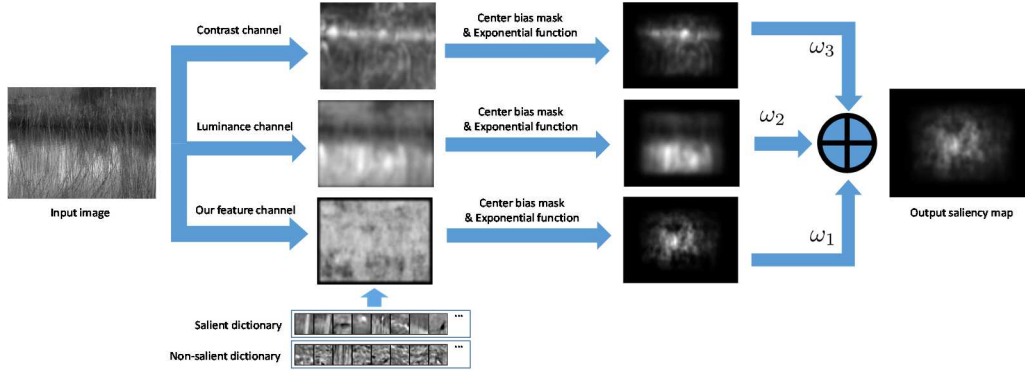 Contrast channel
Center bias mask
& Exponential function
ω3
Input image
Luminance channel
Center bias mask
& Exponential function
ω2
Output saliency map
Our feature channel
Center bias mask
& Exponential function
ω1
Salient dictionary
...
Non-salient dictionary
...